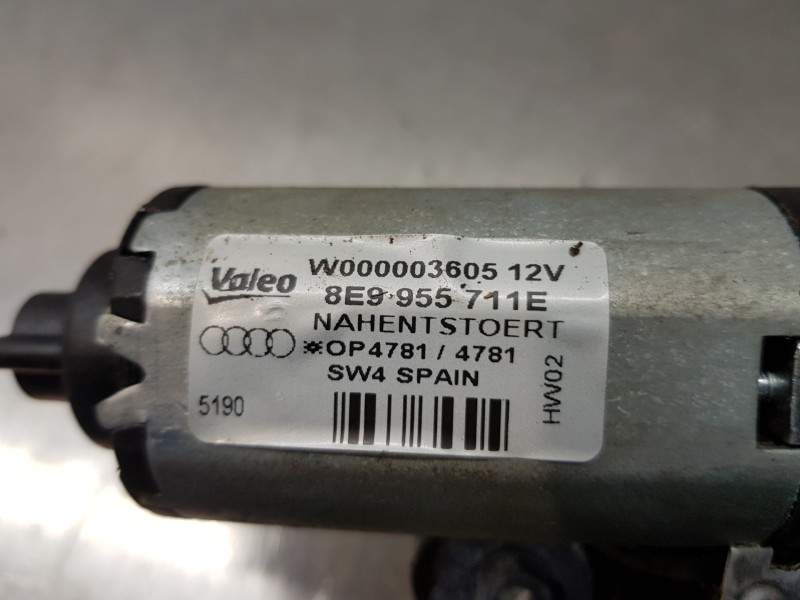 Valeo
W000003605 12V
8E9 955 711E
NAHENTSTOERT
*OP4781 / 4781
SW4 SPAIN
5190
HW02